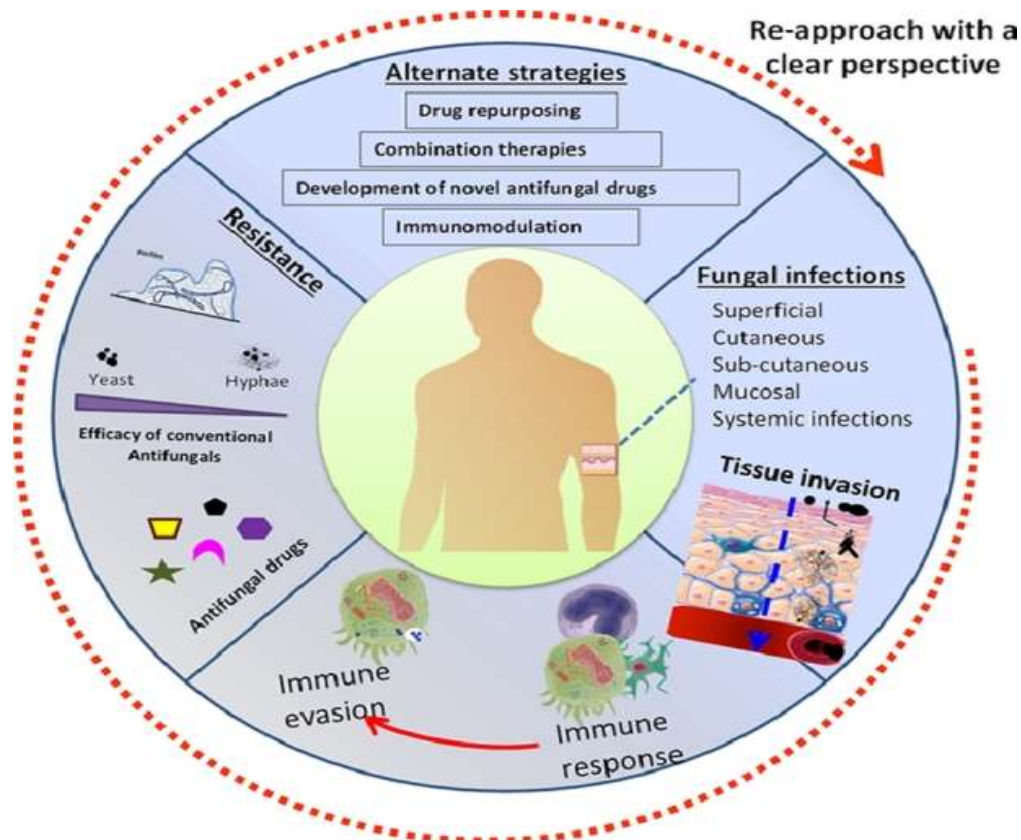 Re-approach with a
clear perspective
Alternate strategies
Drug repurposing
Combination therapies
Development of novel antifungal drugs
Immunomodulation
Resistance
Yeast
Hyphae
Efficacy of conventional
Antifungals
Antifungal drugs
Fungal infections
Superficial
Cutaneous
Sub-cutaneous
Mucosal
Systemic infections
Tissue invasion
Immune
evasion
Immune
response